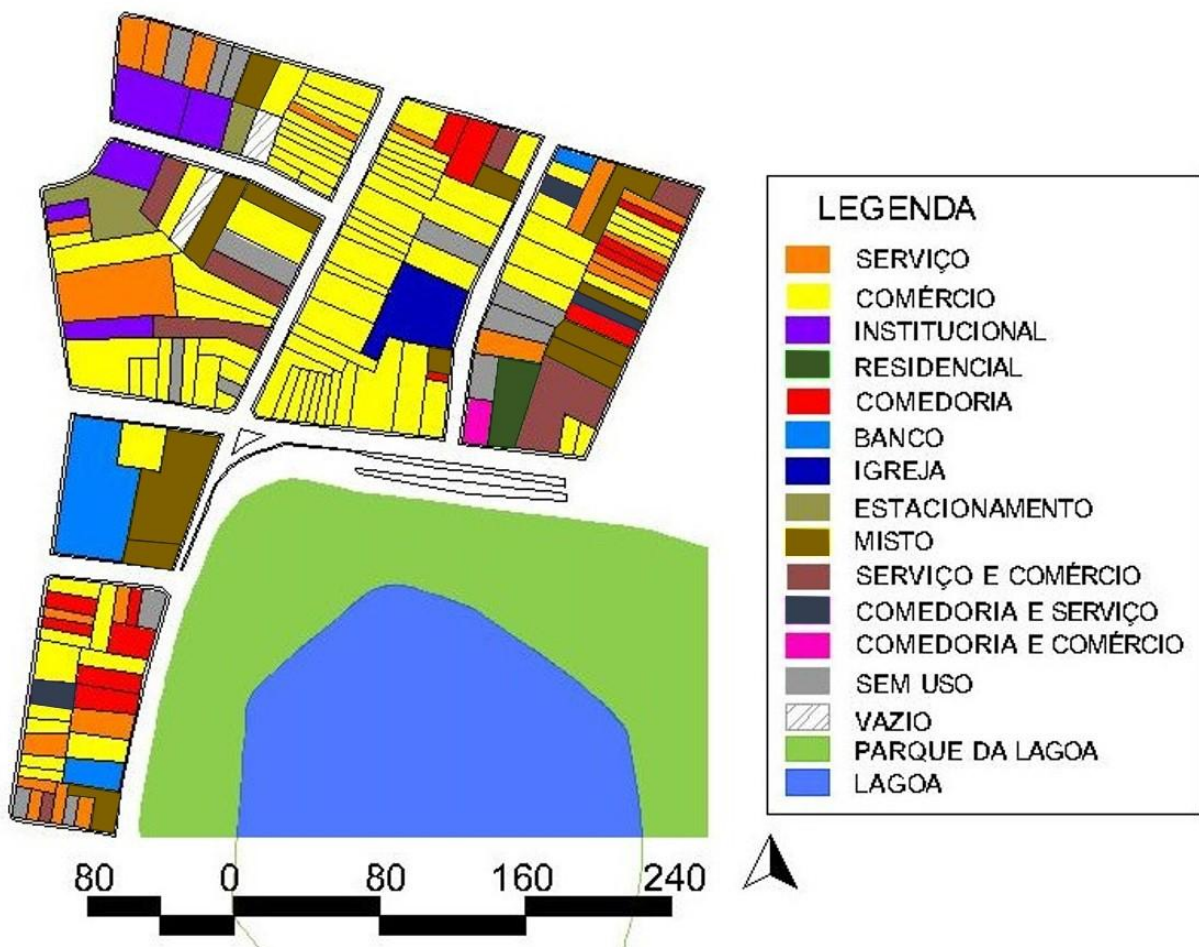 LEGENDA
SERVIÇO
COMÉRCIO
INSTITUCIONAL
RESIDENCIAL
COMEDORIA
BANCO
IGREJA
ESTACIONAMENTO
MISTO
SERVIÇO E COMÉRCIO
COMEDORIA E SERVIÇO
COMEDORIA E COMÉRCIO
SEM USO
VAZIO
PARQUE DA LAGOA
LAGOA
80 0 80 160 240